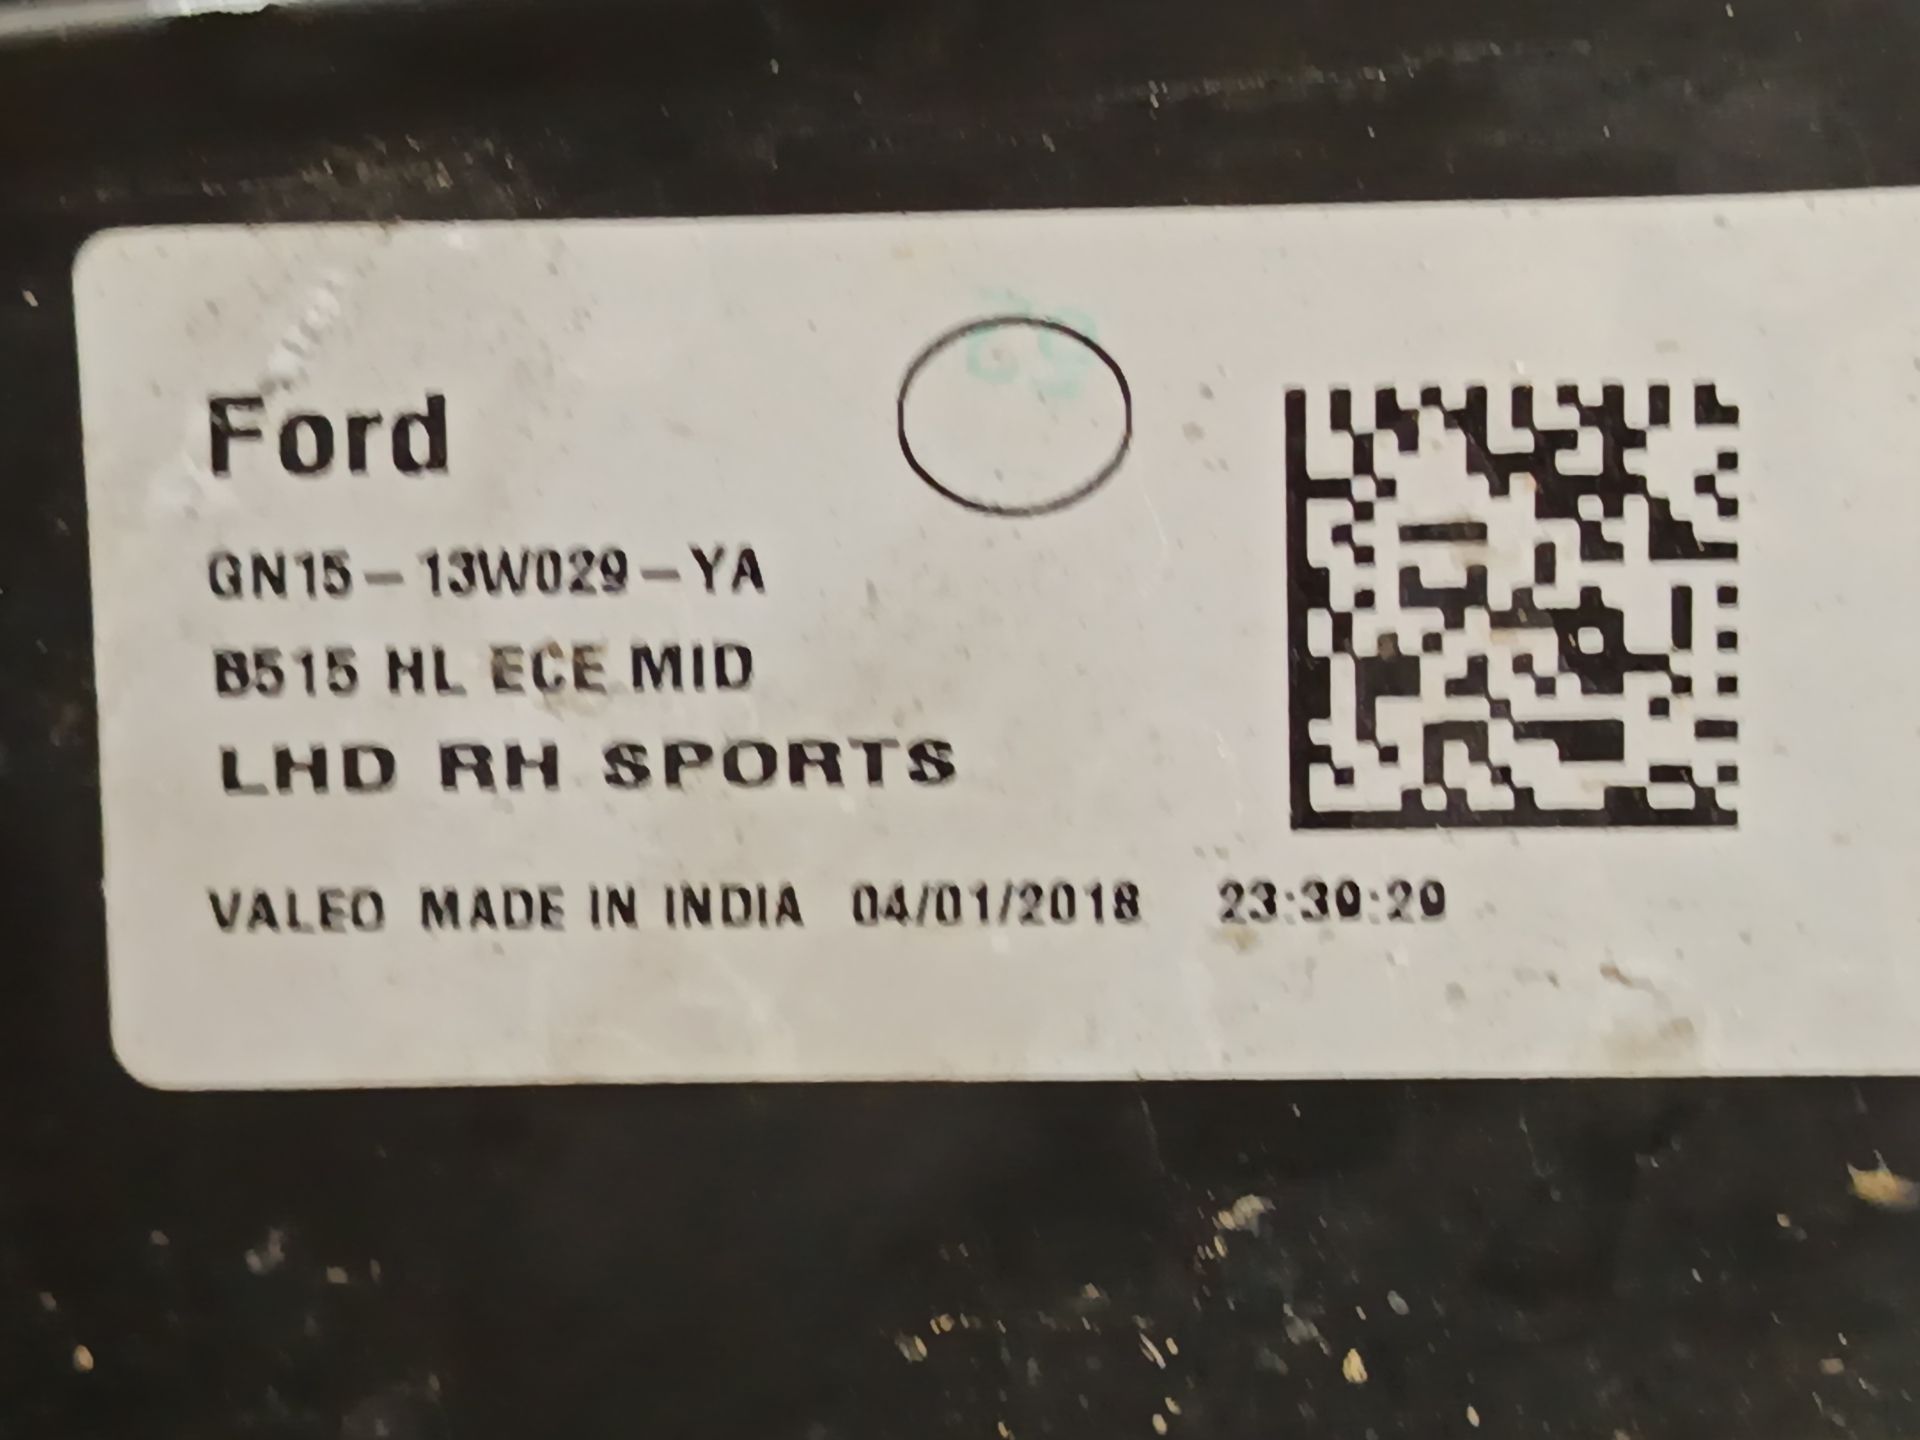 Ford
GN15-13W029-YA
B515 HL ECE MID
LHD RH SPORTS
VALEO MADE IN INDIA 04/01/2018 23:39:29